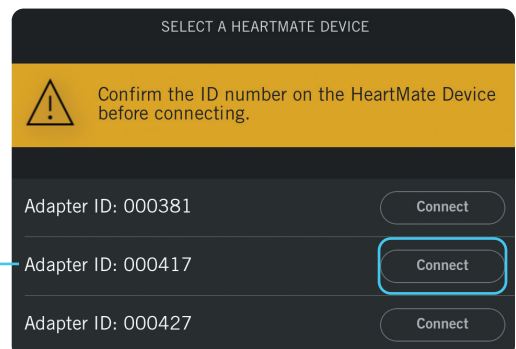 SELECT A HEARTMATE DEVICE
Confirm the ID number on the HeartMate Device
before connecting.
Adapter ID: 000381 Connect
Adapter ID: 000417 Connect
Adapter ID: 000427 Connect